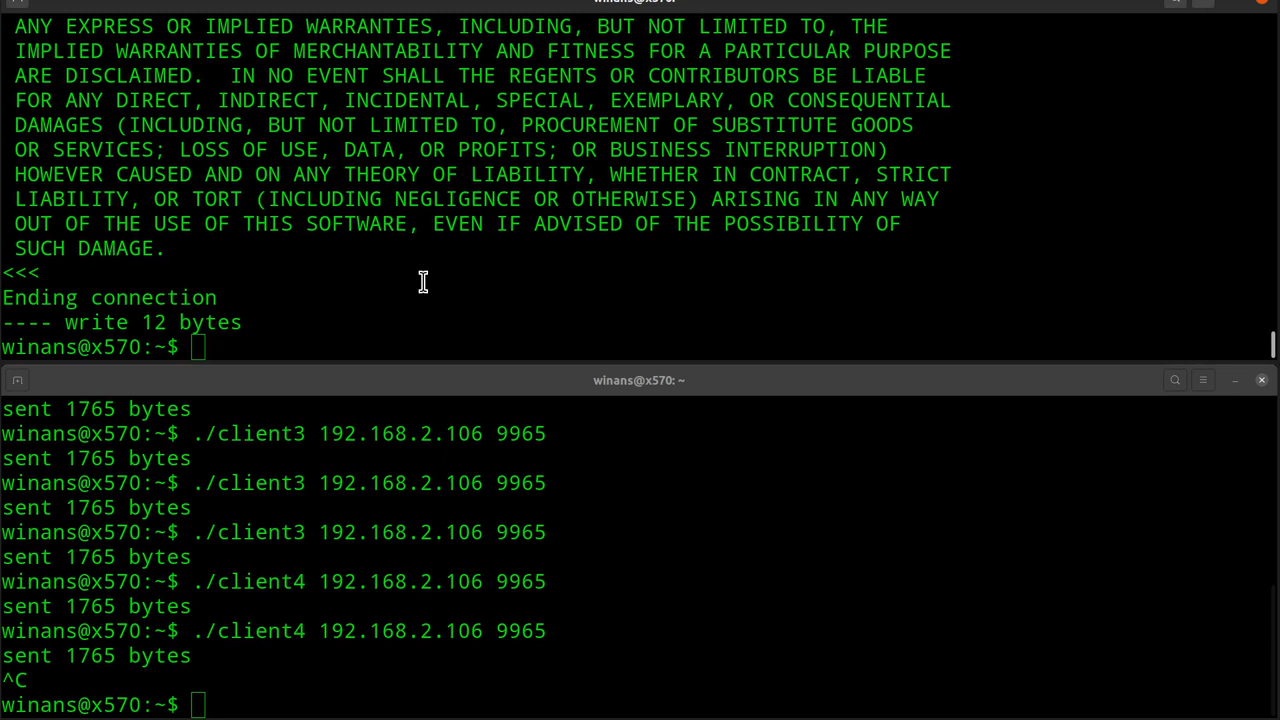 winans@x570:~
ANY EXPRESS OR IMPLIED WARRANTIES, INCLUDING, BUT NOT LIMITED TO, THE
IMPLIED WARRANTIES OF MERCHANTABILITY AND FITNESS FOR A PARTICULAR PURPOSE
ARE DISCLAIMED.  IN NO EVENT SHALL THE REGENTS OR CONTRIBUTORS BE LIABLE
FOR ANY DIRECT, INDIRECT, INCIDENTAL, SPECIAL, EXEMPLARY, OR CONSEQUENTIAL
DAMAGES (INCLUDING, BUT NOT LIMITED TO, PROCUREMENT OF SUBSTITUTE GOODS
OR SERVICES; LOSS OF USE, DATA, OR PROFITS; OR BUSINESS INTERRUPTION)
HOWEVER CAUSED AND ON ANY THEORY OF LIABILITY, WHETHER IN CONTRACT, STRICT
LIABILITY, OR TORT (INCLUDING NEGLIGENCE OR OTHERWISE) ARISING IN ANY WAY
OUT OF THE USE OF THIS SOFTWARE, EVEN IF ADVISED OF THE POSSIBILITY OF
SUCH DAMAGE.
<<<
Ending connection
---- write 12 bytes
winans@x570:~$
winans@x570: ~
sent 1765 bytes
winans@x570:~$ ./client3 192.168.2.106 9965
sent 1765 bytes
winans@x570:~$ ./client3 192.168.2.106 9965
sent 1765 bytes
winans@x570:~$ ./client3 192.168.2.106 9965
sent 1765 bytes
winans@x570:~$ ./client4 192.168.2.106 9965
sent 1765 bytes
winans@x570:~$ ./client4 192.168.2.106 9965
sent 1765 bytes
^C
winans@x570:~$